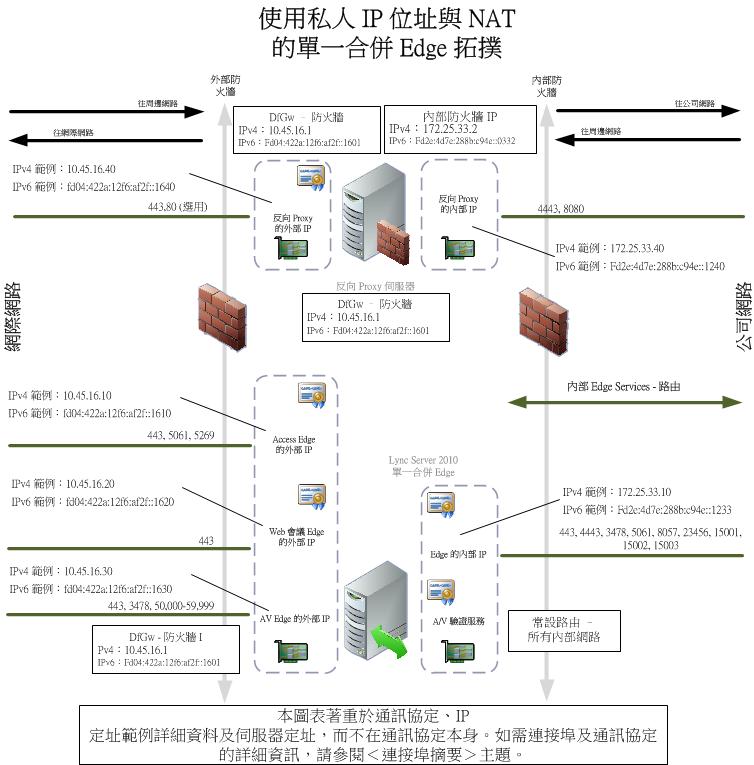 使用私人 IP 位址與 NAT
的單一合併 Edge 拓撲
外部防
火牆
內部防
火牆
往周邊網路
往網際網路
往公司網路
往周邊網路
DfGw – 防火牆
IPv4：10.45.16.1
IPv6：Fd04:422a:12f6:af2f::1601
內部防火牆 IP
IPv4：172.25.33.2
IPv6：Fd2e:4d7e:288b:c94e::0332
IPv4 範例：10.45.16.40
IPv6 範例：fd04:422a:12f6:af2f::1640
443,80 (選用)
反向 Proxy
的外部 IP
反向 Proxy
的內部 IP
4443, 8080
IPv4 範例：172.25.33.40
IPv6 範例：Fd2e:4d7e:288b:c94e::1240
反向 Proxy 伺服器
DfGw – 防火牆
IPv4：10.45.16.1
IPv6：Fd04:422a:12f6:af2f::1601
網際網路
公司網路
內部 Edge Services - 路由
IPv4 範例：10.45.16.10
IPv6 範例：fd04:422a:12f6:af2f::1610
443, 5061, 5269
Access Edge
的外部 IP
Lync Server 2010
單一合併 Edge
IPv4 範例：10.45.16.20
IPv6 範例：fd04:422a:12f6:af2f::1620
443
Web 會議 Edge
的外部 IP
IPv4 範例：172.25.33.10
IPv6 範例：Fd2e:4d7e:288b:c94e::1233
443, 4443, 3478, 5061, 8057, 23456, 15001,
15002, 15003
Edge 的內部 IP
IPv4 範例：10.45.16.30
IPv6 範例：fd04:422a:12f6:af2f::1630
443, 3478, 50,000-59,999
AV Edge 的外部 IP
A/V 驗證服務
DfGw - 防火牆 I
Pv4：10.45.16.1
IPv6：Fd04:422a:12f6:af2f::1601
常設路由 –
所有內部網路
本圖表著重於通訊協定、IP
定址範例詳細資料及伺服器定址，而不在通訊協定本身。如需連接埠及通訊協定
的詳細資訊，請參閱＜連接埠摘要＞主題。